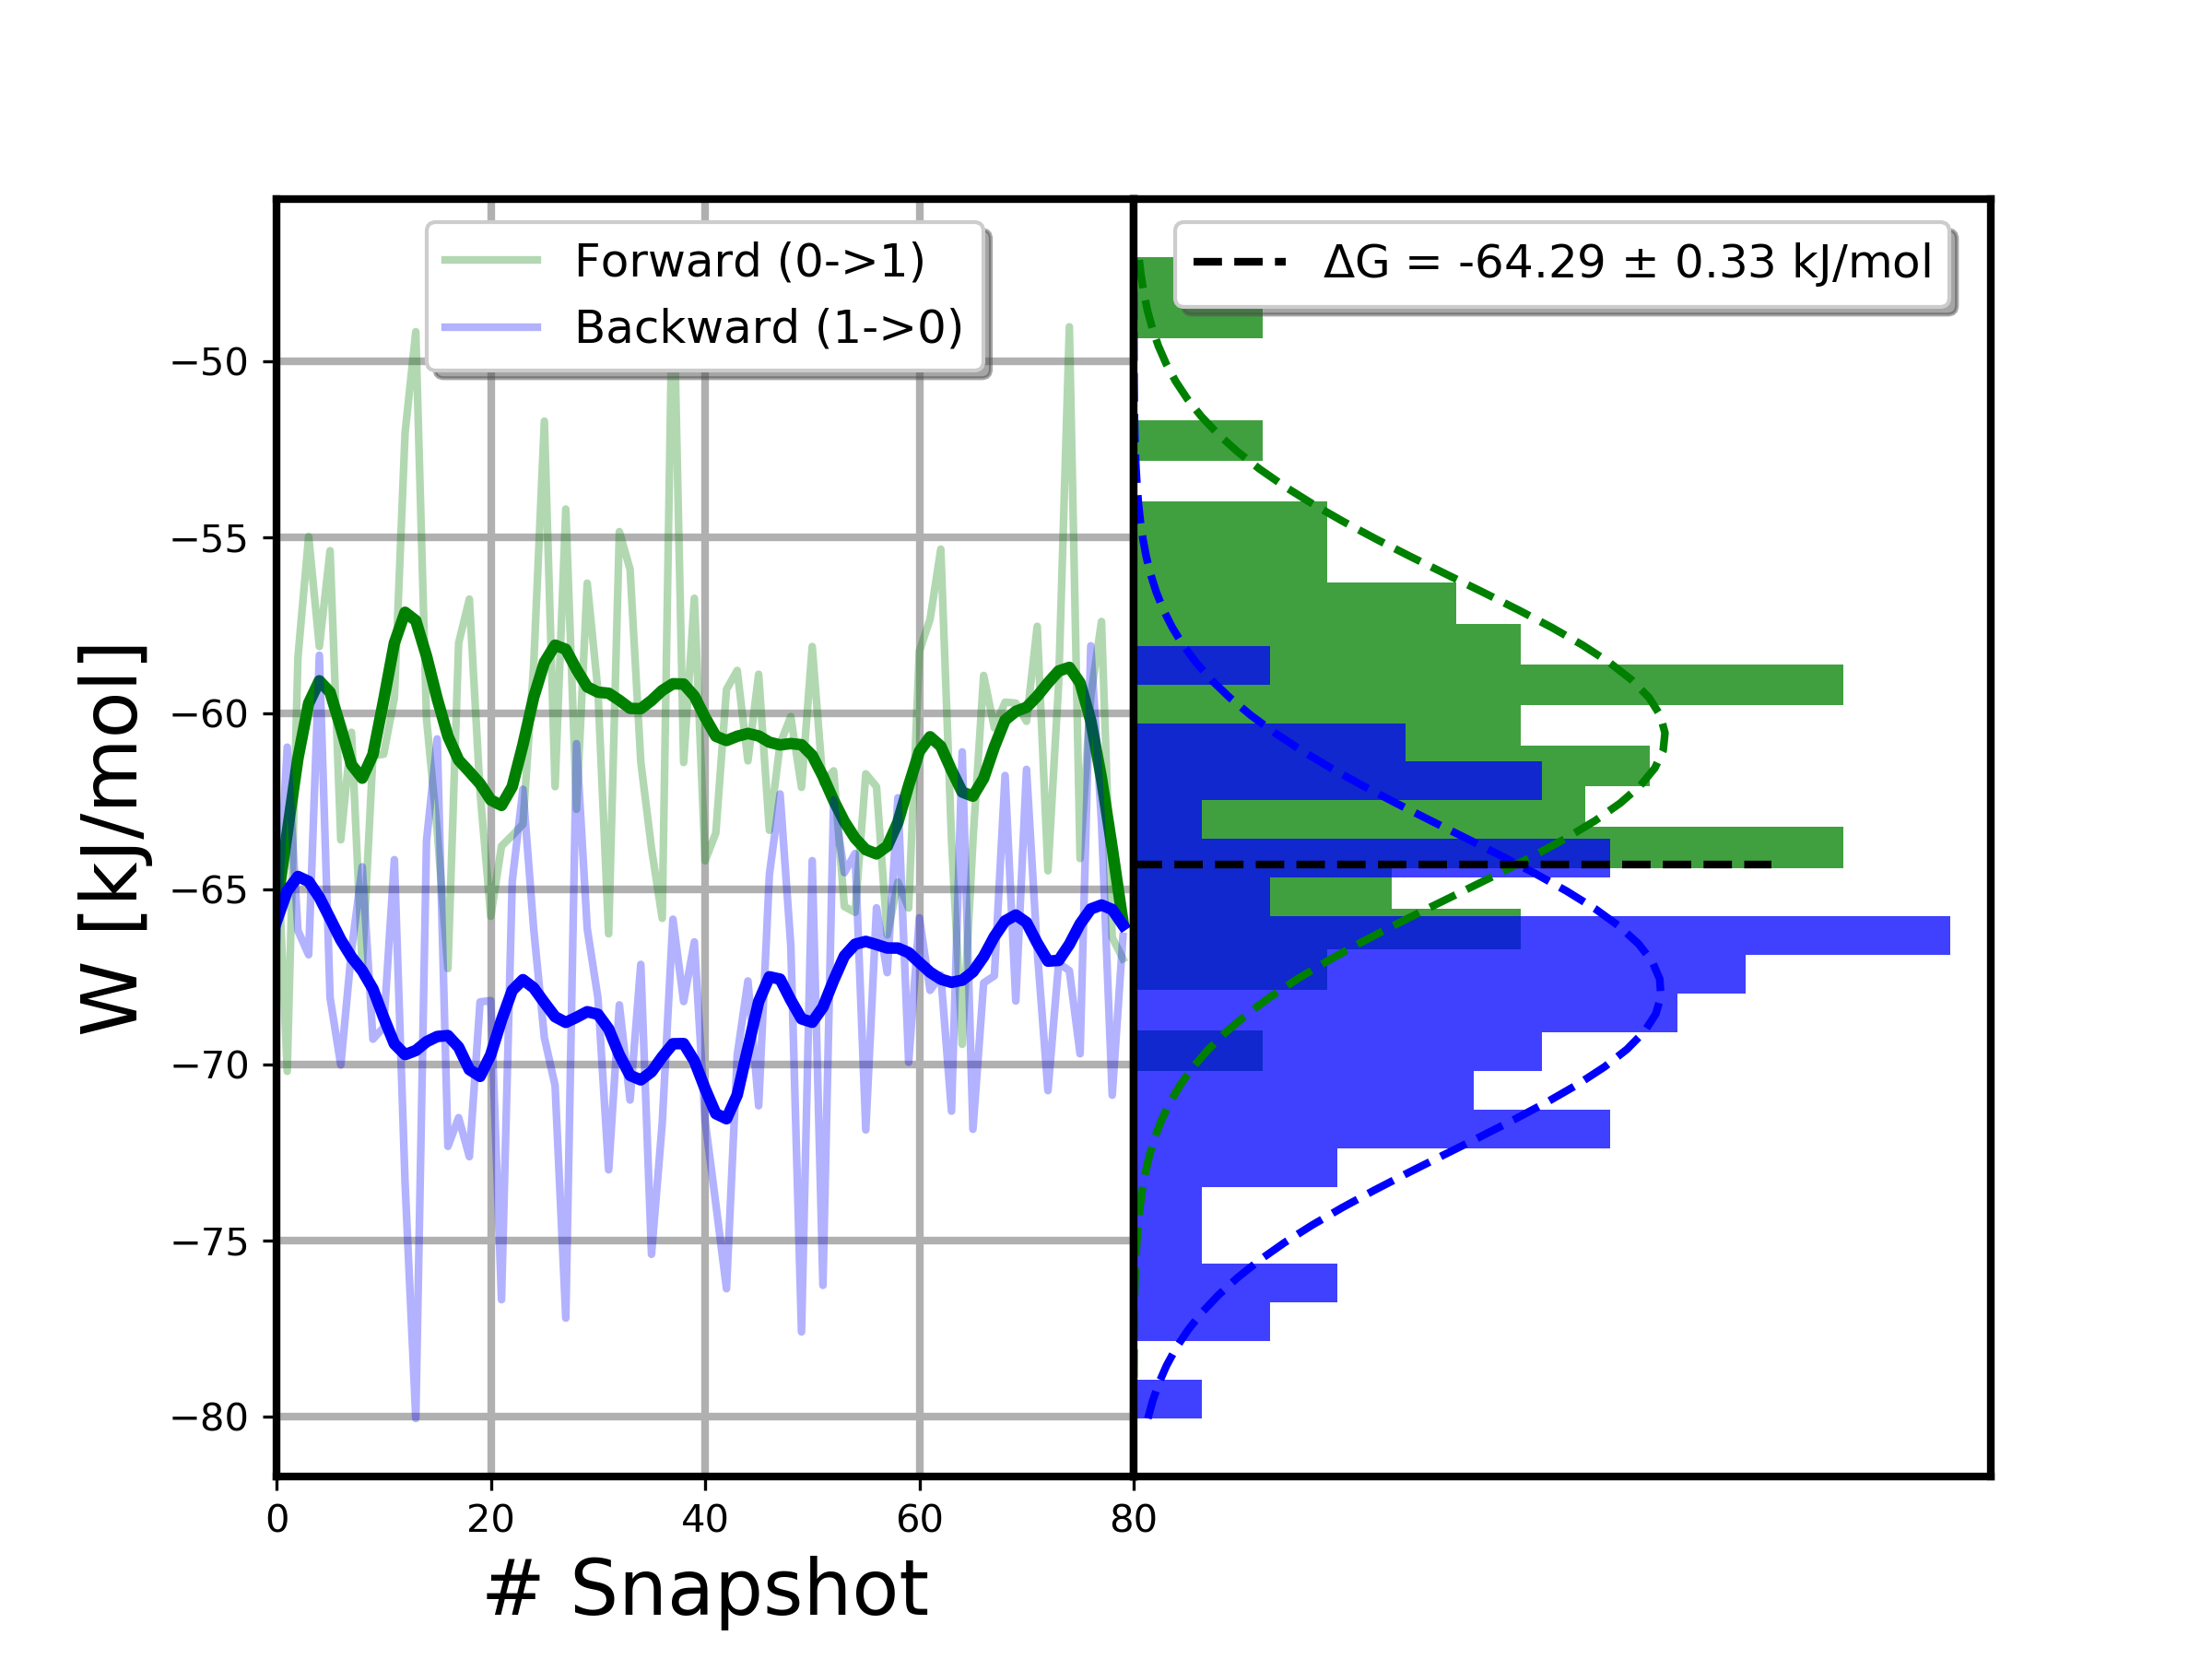 Forward (0->1)
Backward (1->0)
ΔG = -64.29 ± 0.33 kJ/mol
W [kJ/mol]
−50
−55
−60
−65
−70
−75
−80
0 20 40 60 80
# Snapshot